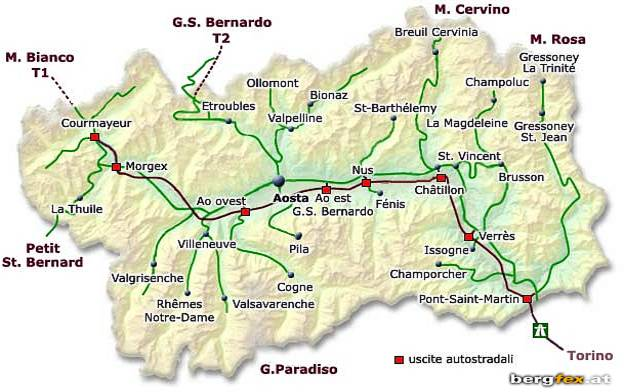 M. Cervino
G.S. Bernardo
T2
Breuil Cervinia
M. Rosa
M. Bianco
T1
Gressoney
La Trinité
Ollomont
Champoluc
Bionaz
Etroubles
St-Barthélemy
Valpelline
Courmayeur
La Magdeleine
Gressoney
St. Jean
Morgex
Nus
St. Vincent
Brusson
Châtillon
Ao ovest
Aosta
Ao est
G.S. Bernardo
Fénis
La Thuile
Villeneuve
Pila
Issogne
Verrès
Petit
St. Bernard
Valgrisenche
Cogne
Champorcher
Rhêmes
Notre-Dame
Valsavarenche
Pont-Saint-Martin
G.Paradiso
uscite autostradali
Torino
bergfex.at